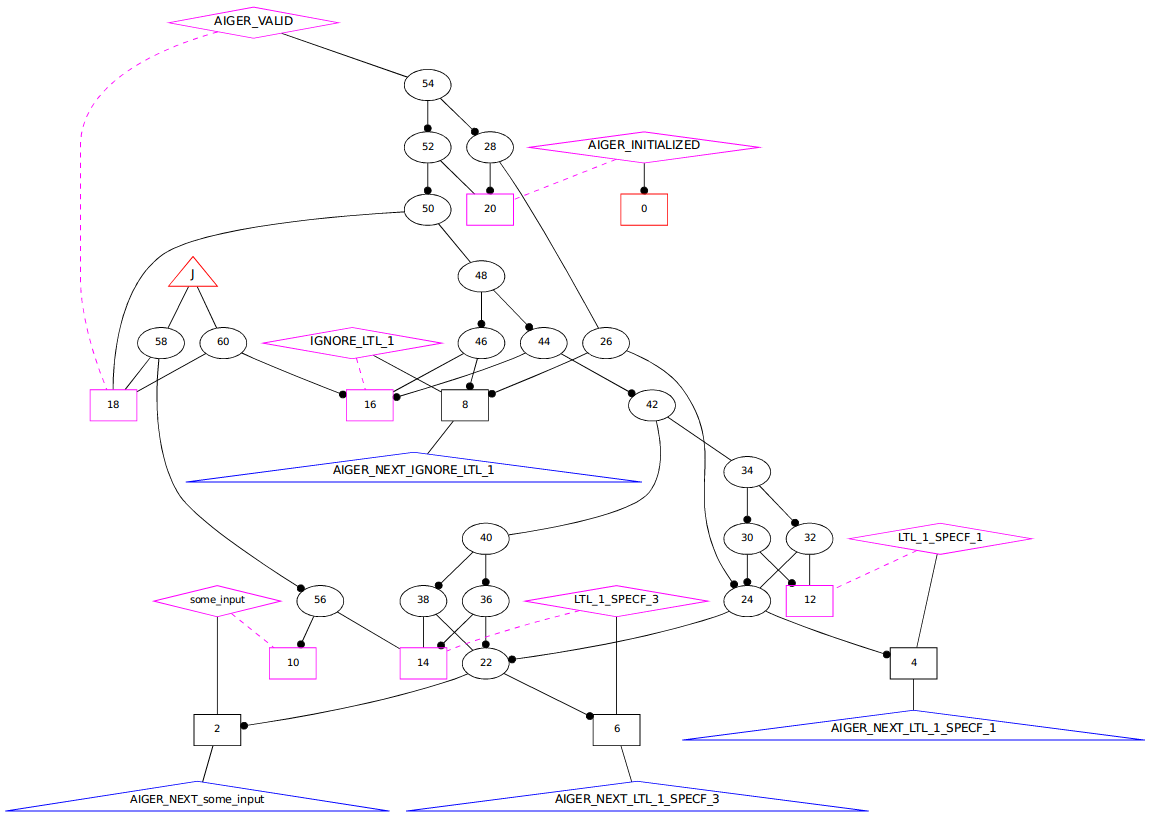 AIGER_VALID
54
52
28
AIGER_INITIALIZED
50
20
0
48
J
58
60
IGNORE_LTL_1
46
44
26
18
16
8
42
AIGER_NEXT_IGNORE_LTL_1
34
40
30
32
LTL_1_SPECF_1
some_input
56
38
36
LTL_1_SPECF_3
24
12
10
14
22
4
2
6
AIGER_NEXT_LTL_1_SPECF_1
AIGER_NEXT_some_input
AIGER_NEXT_LTL_1_SPECF_3